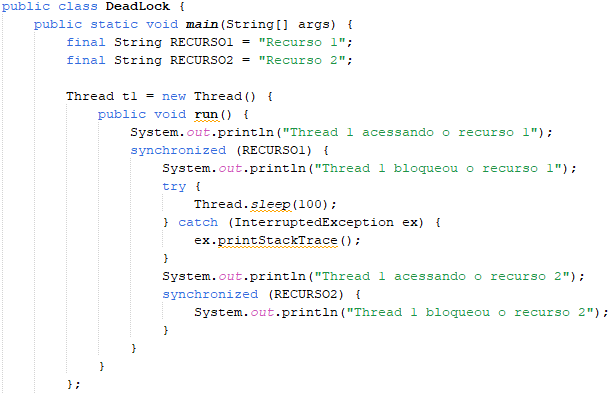 public class DeadLock {
public static void main(String[] args) {
final String RECURSO1 = "Recurso 1";
final String RECURSO2 = "Recurso 2";
Thread t1 = new Thread() {
public void run() {
System.out.println("Thread 1 acessando o recurso 1");
synchronized (RECURSO1) {
System.out.println("Thread 1 bloqueou o recurso 1");
try {
Thread.sleep(100);
} catch (InterruptedException ex) {
ex.printStackTrace();
}
System.out.println("Thread 1 acessando o recurso 2");
synchronized (RECURSO2) {
System.out.println("Thread 1 bloqueou o recurso 2");
}
}
}
};